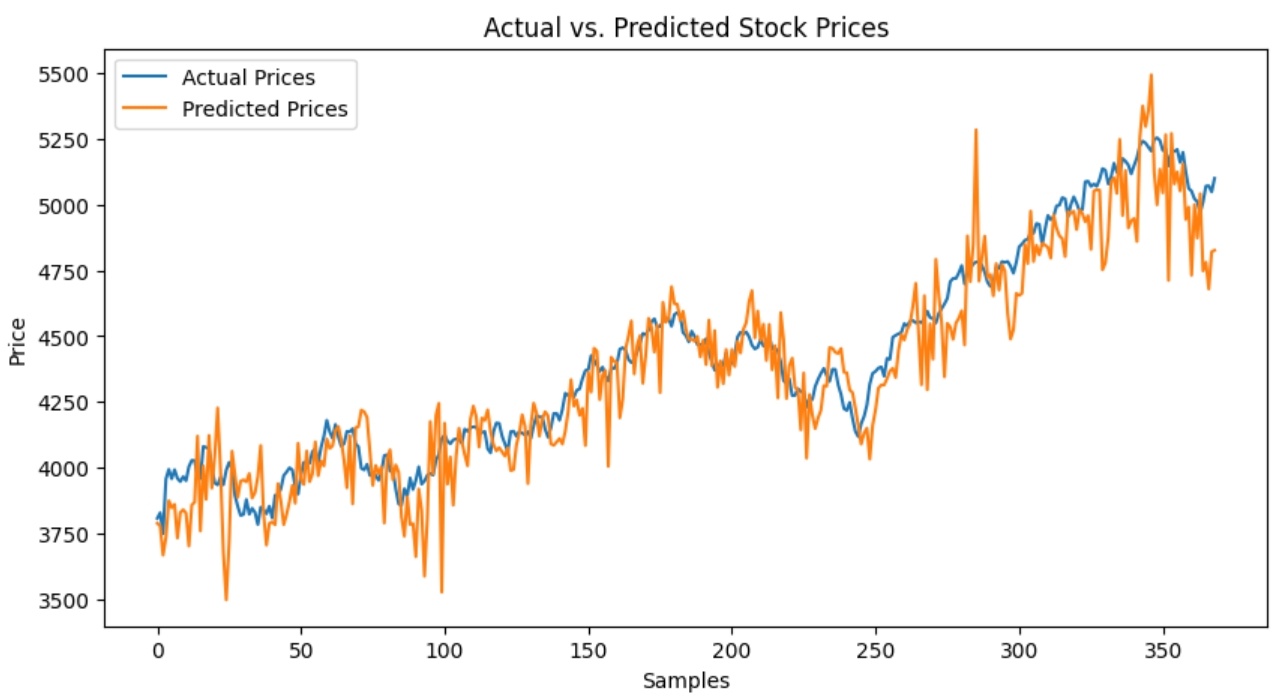 Actual vs. Predicted Stock Prices
Actual Prices
Predicted Prices
5500
5250
5000
4750
4500
4250
4000
3750
3500
Price
0 50 100 150 200 250 300 350
Samples